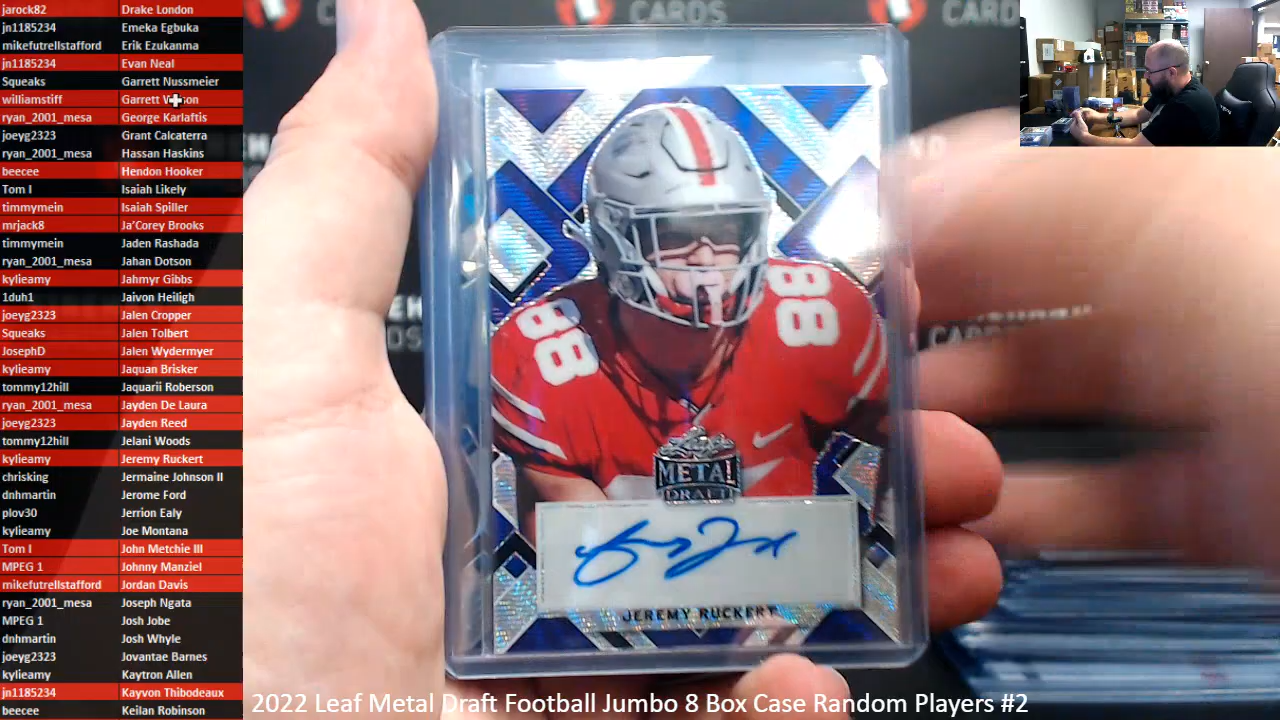 jarock82 Drake London
jn1185234 Emeka Egbuka
mikefutrellstafford Erik Ezukanma
jn1185234 Evan Neal
Squeaks Garrett Nussmeier
williamstiff Garrett
ryan_2001_mesa George Karlaftis
joeyg2323 Grant Calcaterra
ryan_2001_mesa Hassan Haskins
beecee Hendon Hooker
Tom I Isaiah Likely
timmymein Isaiah Spiller
mrjack8 Ja'Corey Brooks
timmymein Jaden Rashada
ryan_2001_mesa Jahan Dotson
kylieamy Jahmyr Gibbs
1duh1 Jaivon Heiligh
joeyg2323 Jalen Cropper
Squeaks Jalen Tolbert
JosephD Jalen Wydermyer
kylieamy Jaquan Brisker
tommy12hill Jaquarii Roberson
ryan_2001_mesa Jayden De Laura
joeyg2323 Jayden Reed
tommy12hill Jelani Woods
kylieamy Jeremy Ruckert
chrisking Jermaine Johnson II
dnhmartin Jerome Ford
plov30 Jerrion Ealy
kylieamy Joe Montana
Tom I John Metchie III
MPEG 1 Johnny Manziel
mikefutrellstafford Jordan Davis
ryan_2001_mesa Joseph Ngata
MPEG 1 Josh Jobe
dnhmartin Josh Whyle
joeyg2323 Jovantae Barnes
kylieamy Kaytron Allen
jn1185234 Kayvon Thibodeaux
beecee Keilan Robinson
CARDS
CARDS
88
88
Leaf
METAL
DRAFT
JEREMY RUCKERT
2022 Leaf Metal Draft Football Jumbo 8 Box Case Random Players #2